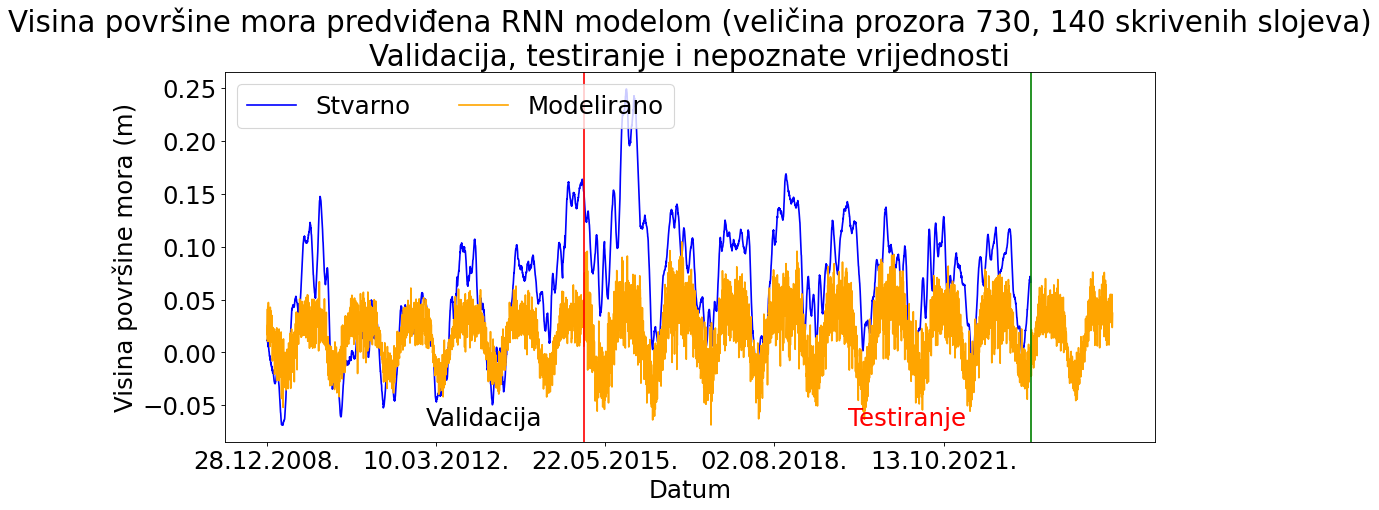 Visina površine mora predviđena RNN modelom (veličina prozora 730, 140 skrivenih slojeva)
Validacija, testiranje i nepoznate vrijednosti
Stvarno
Modelirano
Visina površine mora (m)
0.25
0.20
0.15
0.10
0.05
0.00
−0.05
Validacija
Testiranje
28.12.2008.
10.03.2012.
22.05.2015.
02.08.2018.
13.10.2021.
Datum